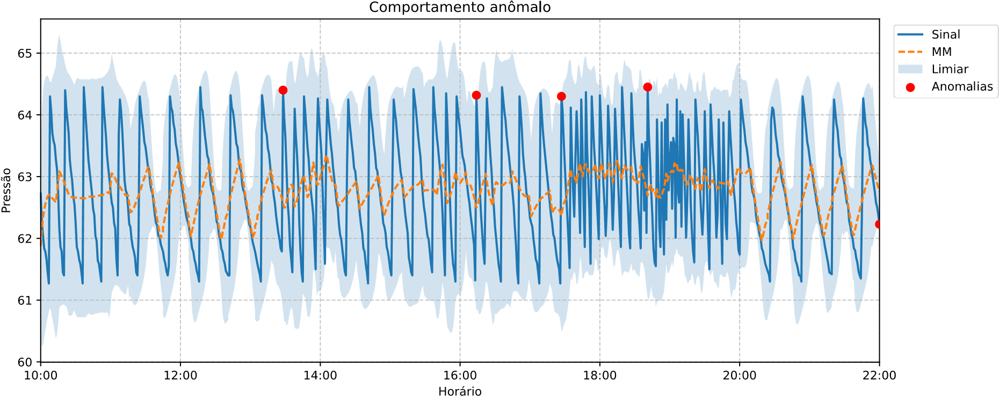 Comportamento anômalo
Pressão
65
64
63
62
61
60
10:00
12:00
14:00
16:00
18:00
20:00
22:00
Horário
Sinal
MM
Limiar
Anomalias